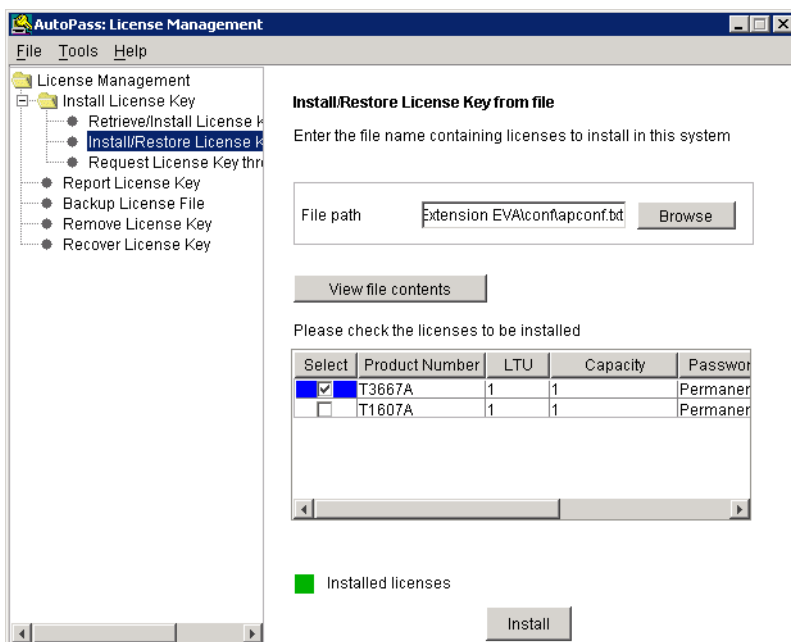 AutoPass: License Management
File Tools Help
License Management
Install License Key
Retrieve/Install License K
Install/Restore License K
Request License Key thr
Report License Key
Backup License File
Remove License Key
Recover License Key
Install/Restore License Key from file
Enter the file name containing licenses to install in this system
File path Extension EVA\conf\apconf.txt Browse
View file contents
Please check the licenses to be installed
Select Product Number LTU Capacity Passwor
T3667A 1 1 Permaner
T1607A 1 1 Permaner
Installed licenses
Install